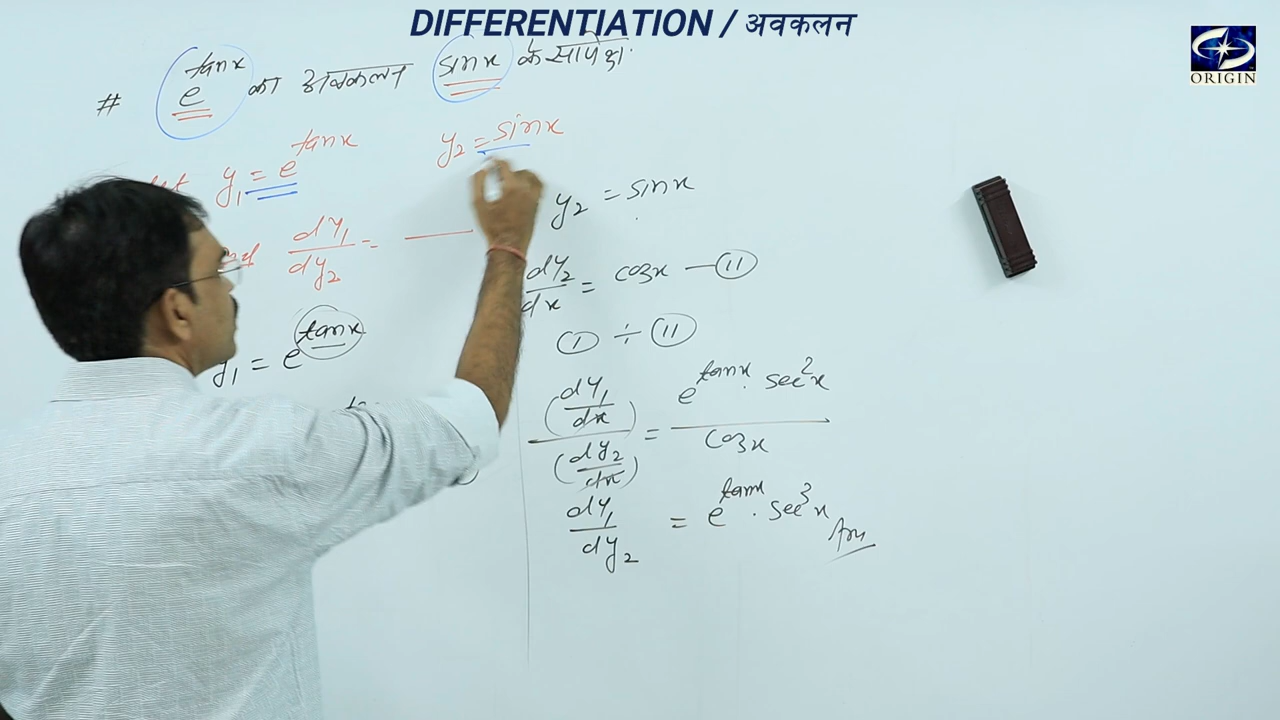 DIFFERENTIATION / अवकलन
ORIGIN
# e^tanx का अवकलन sinx के सापेक्ष
y₁ = e^tanx y₂ = sinx
dy₁/dy₂ = —
y₁ = e^tanx
y₂ = sinx
dy₂/dx = cosx — (II)
(I) ÷ (II)
(dy₁/dx)/(dy₂/dx) = e^tanx · sec²x / cosx
dy₁/dy₂ = e^tanx · sec³x Ans